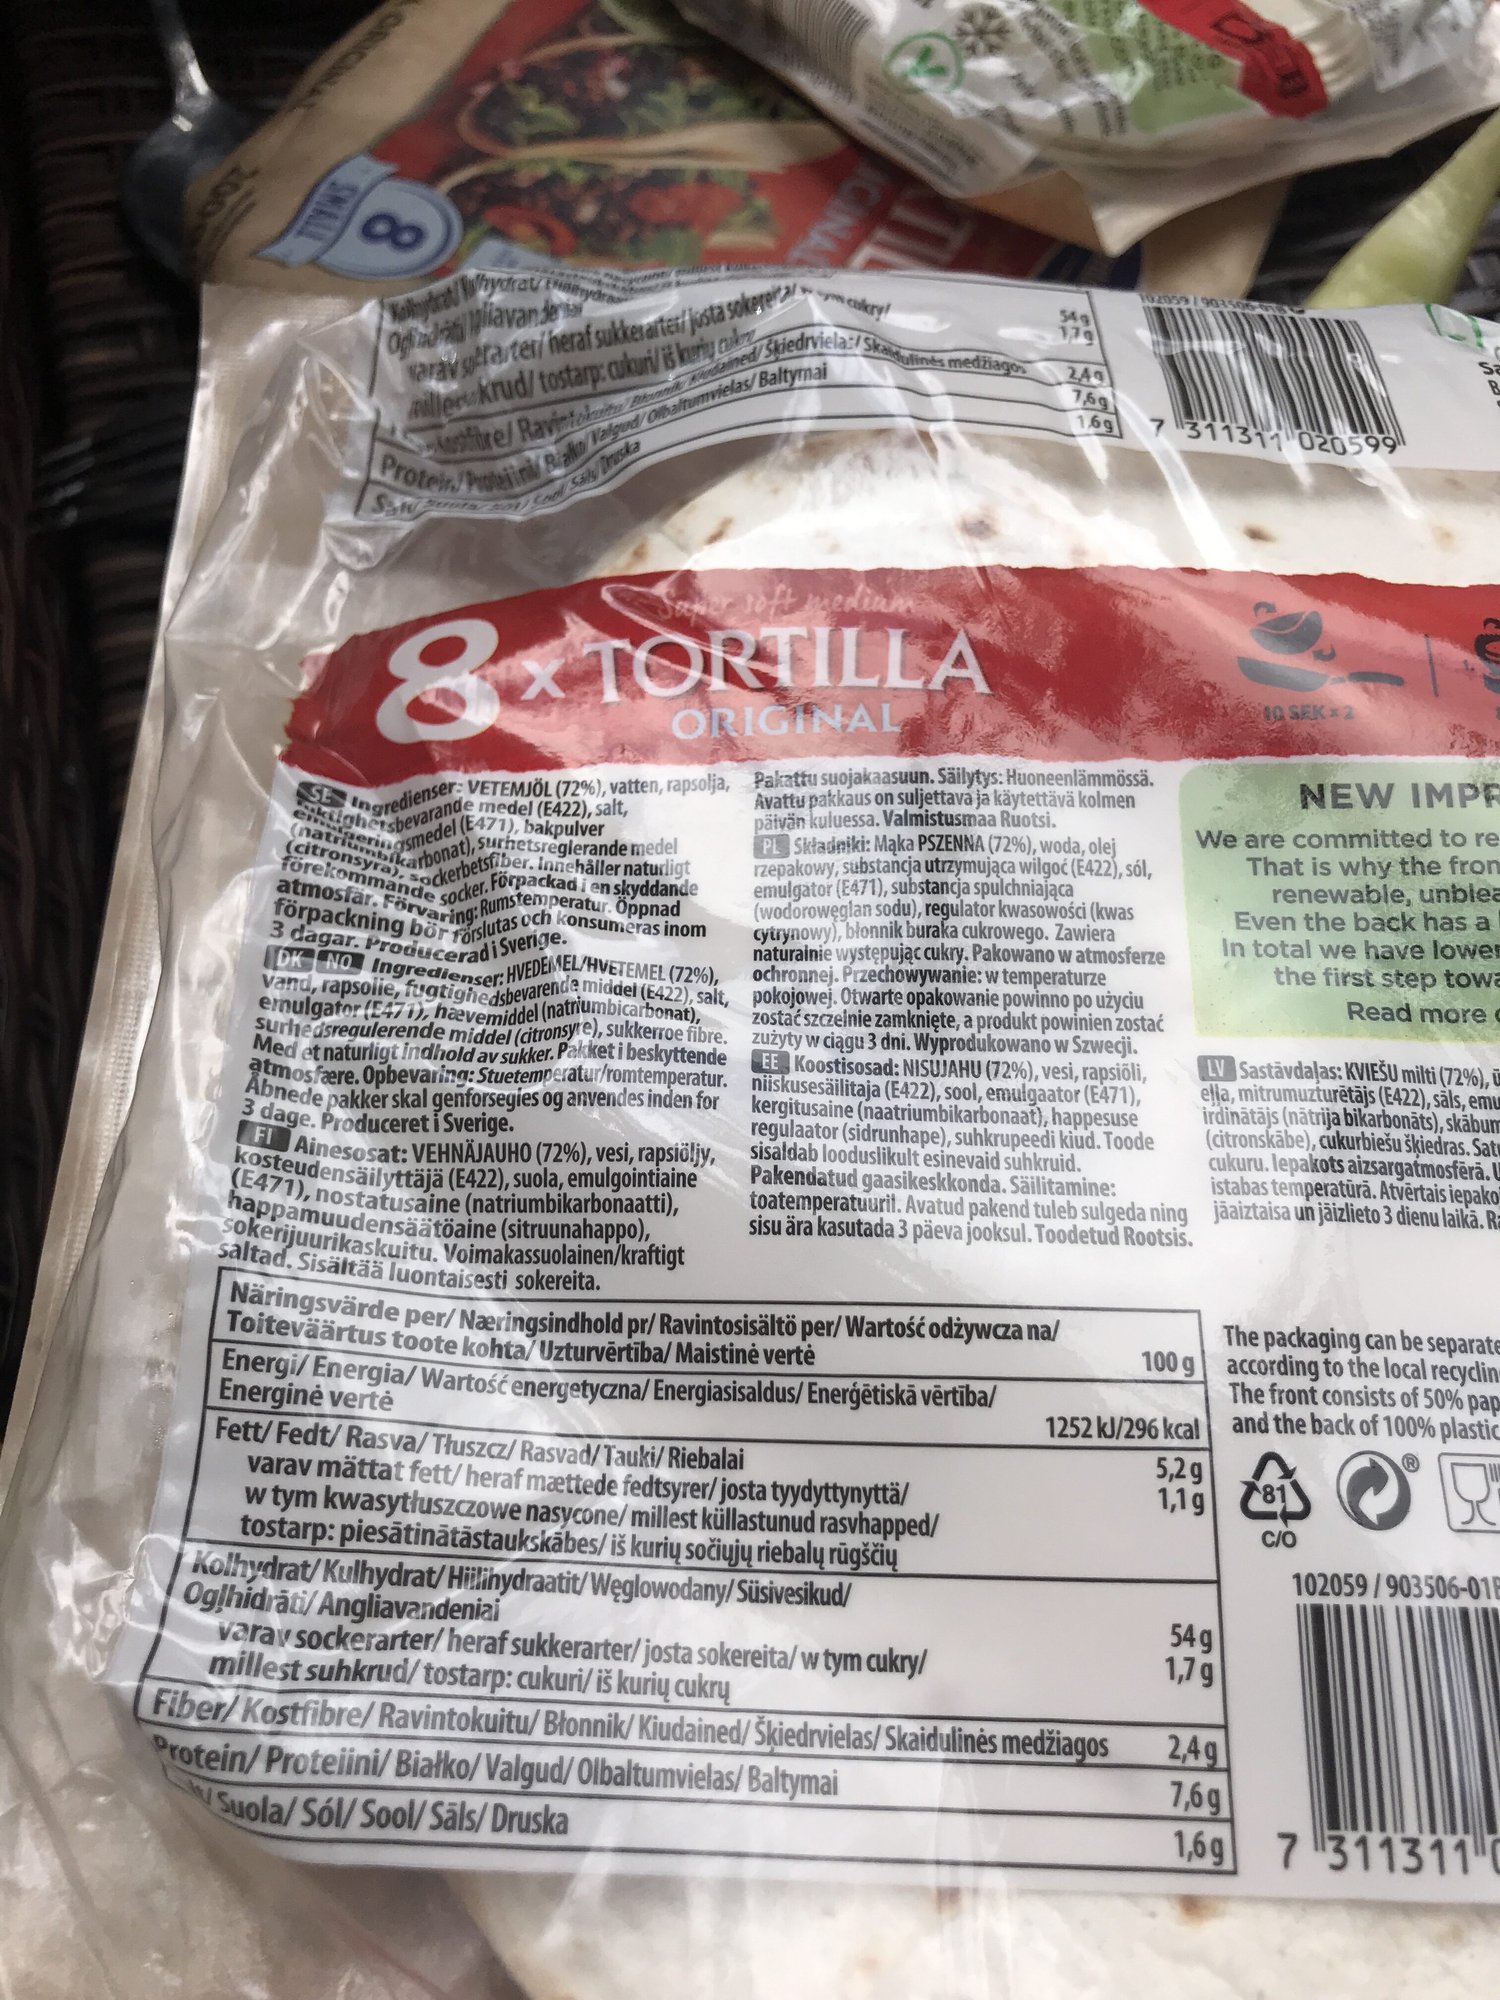 8
SMALL
54 g
1,7 g
2,4 g
7,6 g
1,6 g
7 311311 020599
Super soft medium
8 x TORTILLA
ORIGINAL
10 SEK x 2
SE Ingredienser: VETEMJÖL (72%), vatten, rapsolja,
fuktighetsbevarande medel (E422), salt,
emulgeringsmedel (E471), bakpulver
(natriumbikarbonat), surhetsreglerande medel
(citronsyra), sockerbetsfiber. Innehåller naturligt
förekommande socker. Förpackad i en skyddande
atmosfär. Förvaring: Rumstemperatur. Öppnad
förpackning bör förslutas och konsumeras inom
3 dagar. Producerad i Sverige.
DK NO Ingredienser: HVEDEMEL/HVETEMEL (72%),
vand, rapsolie, fugtighedsbevarende middel (E422), salt,
emulgator (E471), hævemiddel (natriumbicarbonat),
surhedsregulerende middel (citronsyre), sukkerroe fibre.
Med et naturligt indhold av sukker. Pakket i beskyttende
atmosfære. Opbevaring: Stuetemperatur/romtemperatur.
Åbnede pakker skal genforsegles og anvendes inden for
3 dage. Produceret i Sverige.
FI Ainesosat: VEHNÄJAUHO (72%), vesi, rapsiöljy,
kosteudensäilyttäjä (E422), suola, emulgointiaine
(E471), nostatusaine (natriumbikarbonaatti),
happamuudensäätöaine (sitruunahappo),
sokerijuurikaskuitu. Voimakassuolainen/kraftigt
saltad. Sisältää luontaisesti sokereita.
Pakattu suojakaasuun. Säilytys: Huoneenlämmössä.
Avattu pakkaus on suljettava ja käytettävä kolmen
päivän kuluessa. Valmistusmaa Ruotsi.
PL Składniki: Mąka PSZENNA (72%), woda, olej
rzepakowy, substancja utrzymująca wilgoć (E422), sól,
emulgator (E471), substancja spulchniająca
(wodorowęglan sodu), regulator kwasowości (kwas
cytrynowy), błonnik buraka cukrowego. Zawiera
naturalnie występując cukry. Pakowano w atmosferze
ochronnej. Przechowywanie: w temperaturze
pokojowej. Otwarte opakowanie powinno po użyciu
zostać szczelnie zamknięte, a produkt powinien zostać
zużyty w ciągu 3 dni. Wyprodukowano w Szwecji.
EE Koostisosad: NISUJAHU (72%), vesi, rapsiõli,
niiskusesäilitaja (E422), sool, emulgaator (E471),
kergitusaine (naatriumbikarbonaat), happesuse
regulaator (sidrunhape), suhkrupeedi kiud. Toode
sisaldab looduslikult esinevaid suhkruid.
Pakendatud gaasikeskkonda. Säilitamine:
toatemperatuuril. Avatud pakend tuleb sulgeda ning
sisu ära kasutada 3 päeva jooksul. Toodetud Rootsis.
NEW IMPR
We are committed to re
That is why the fron
renewable, unblea
Even the back has a
In total we have lower
the first step towa
Read more
LV Sastāvdaļas: KVIEŠU milti (72%), ū
eļļa, mitrumuzturētājs (E422), sāls, emu
irdinātājs (nātrija bikarbonāts), skābum
(citronskābe), cukurbiešu šķiedras. Satu
cukuru. Iepakots aizsargatmosfērā. U
istabas temperatūrā. Atvērtais iepako
jāaiztaisa un jāizlieto 3 dienu laikā. Ra
Näringsvärde per/ Næringsindhold pr/ Ravintosisältö per/ Wartość odżywcza na/
Toiteväärtus toote kohta/ Uzturvērtība/ Maistinė vertė 100 g
Energi/ Energia/ Wartość energetyczna/ Energiasisaldus/ Enerģētiskā vērtība/
Energinė vertė 1252 kJ/296 kcal
Fett/ Fedt/ Rasva/ Tłuszcz/ Rasvad/ Tauki/ Riebalai 5,2 g
varav mättat fett/ heraf mættede fedtsyrer/ josta tyydyttynyttä/ 1,1 g
w tym kwasytłuszczowe nasycone/ millest küllastunud rasvhapped/
tostarp: piesātinātāstaukskābes/ iš kurių sočiųjų riebalų rūgščių
Kolhydrat/ Kulhydrat/ Hiilihydraatit/ Węglowodany/ Süsivesikud/
Ogļhidrāti/ Angliavandeniai 54 g
varav sockerarter/ heraf sukkerarter/ josta sokereita/ w tym cukry/ 1,7 g
millest suhkrud/ tostarp: cukuri/ iš kurių cukrų
Fiber/ Kostfibre/ Ravintokuitu/ Błonnik/ Kiudained/ Šķiedrvielas/ Skaidulinės medžiagos 2,4 g
Protein/ Proteiini/ Białko/ Valgud/ Olbaltumvielas/ Baltymai 7,6 g
Suola/ Sól/ Sool/ Sāls/ Druska 1,6 g
The packaging can be separate
according to the local recyclin
The front consists of 50% pap
and the back of 100% plastic
81
C/O
102059 / 903506-01
7 311311